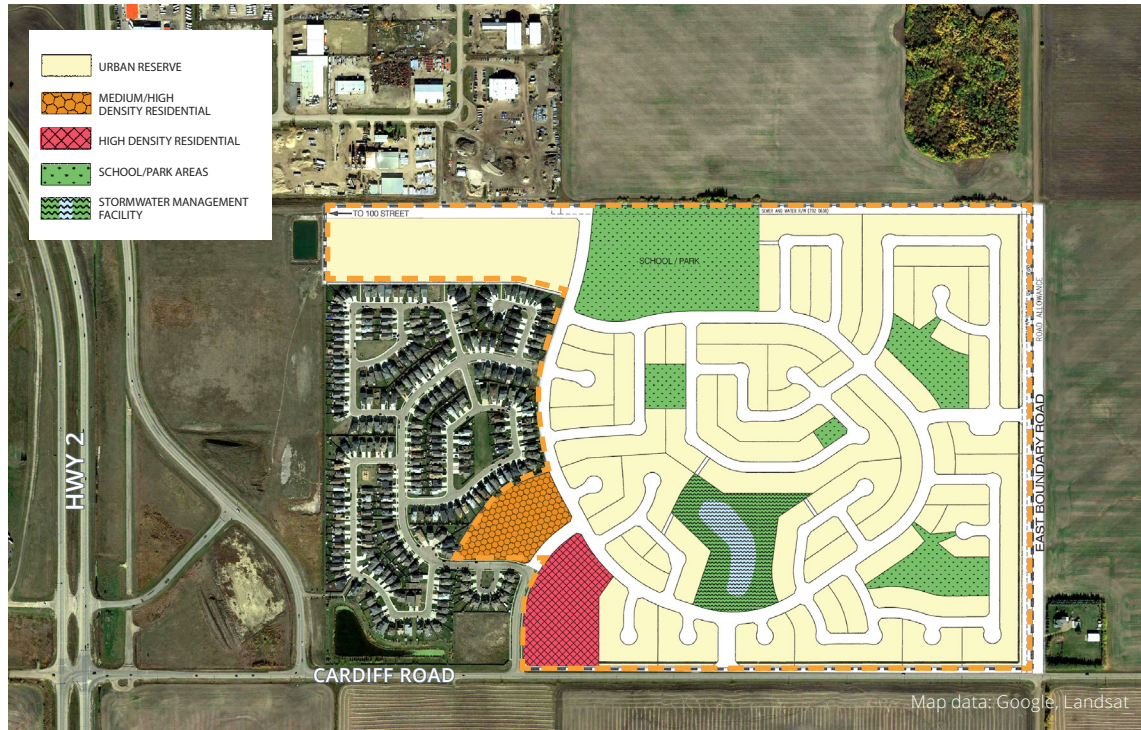 URBAN RESERVE
MEDIUM/HIGH
DENSITY RESIDENTIAL
HIGH DENSITY RESIDENTIAL
SCHOOL/PARK AREAS
STORMWATER MANAGEMENT
FACILITY
TO 100 STREET
SCHOOL / PARK
ROAD ALLOWANCE
EAST BOUNDARY ROAD
HWY 2
CARDIFF ROAD
Map data: Google, Landsat